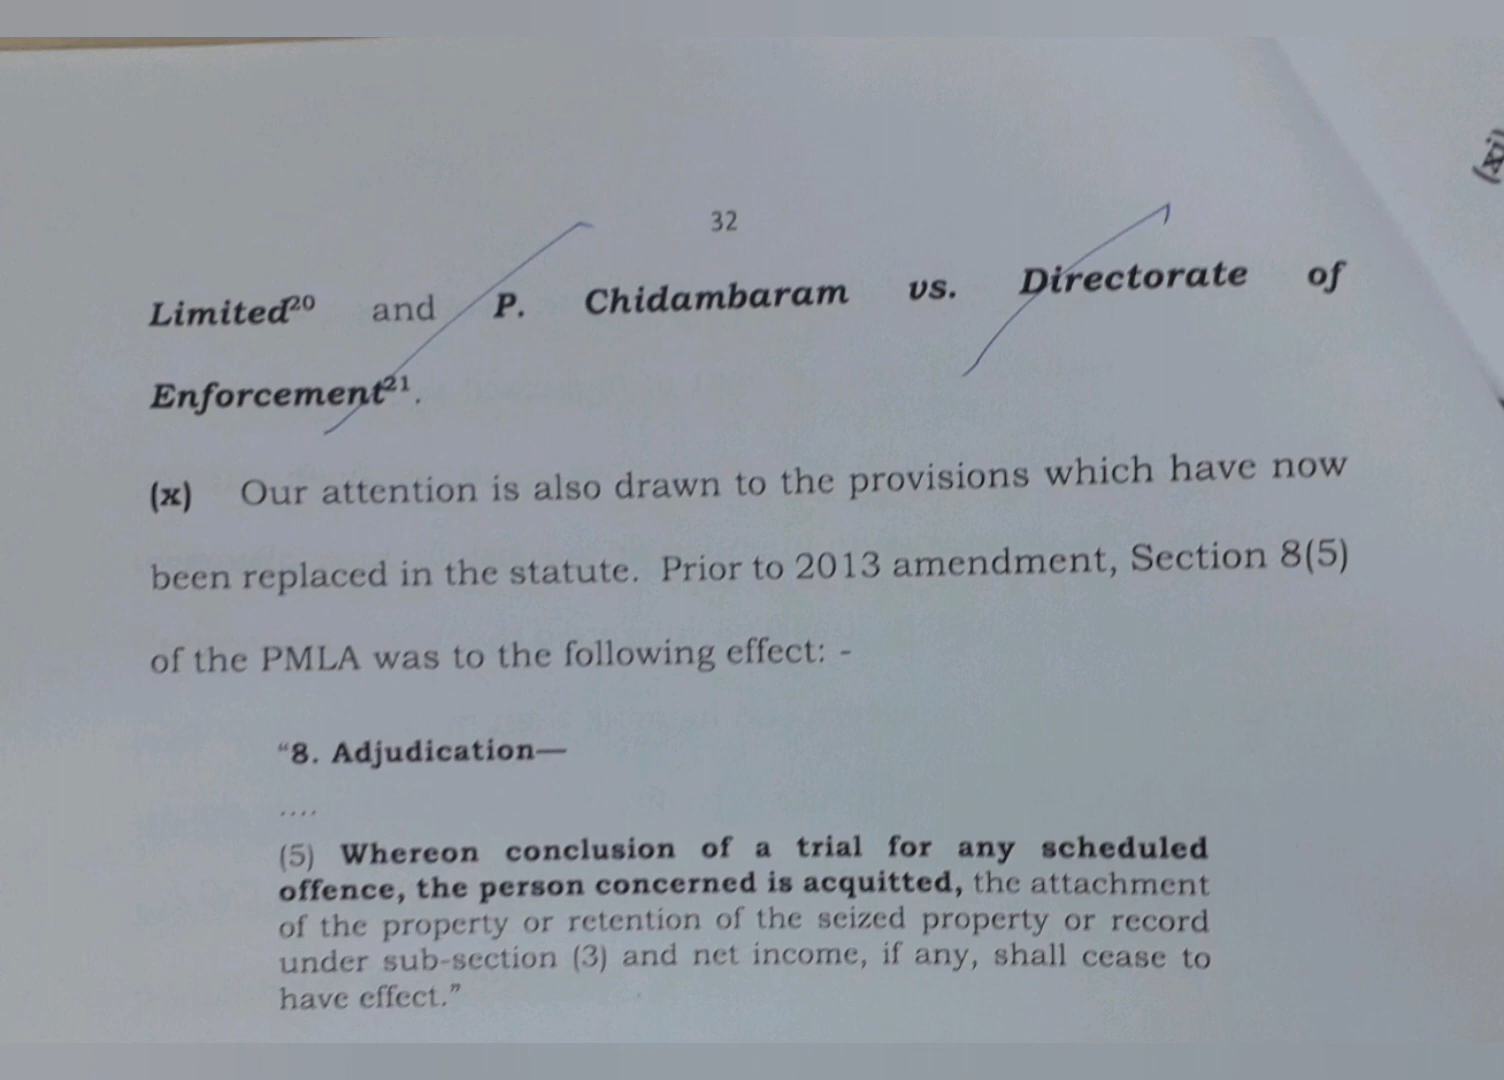 32
Limited20 and P. Chidambaram vs. Directorate of
Enforcement21.
(x) Our attention is also drawn to the provisions which have now
been replaced in the statute. Prior to 2013 amendment, Section 8(5)
of the PMLA was to the following effect: -
"8. Adjudication—
....
(5) Whereon conclusion of a trial for any scheduled
offence, the person concerned is acquitted, the attachment
of the property or retention of the seized property or record
under sub-section (3) and net income, if any, shall cease to
have effect."
(xi)